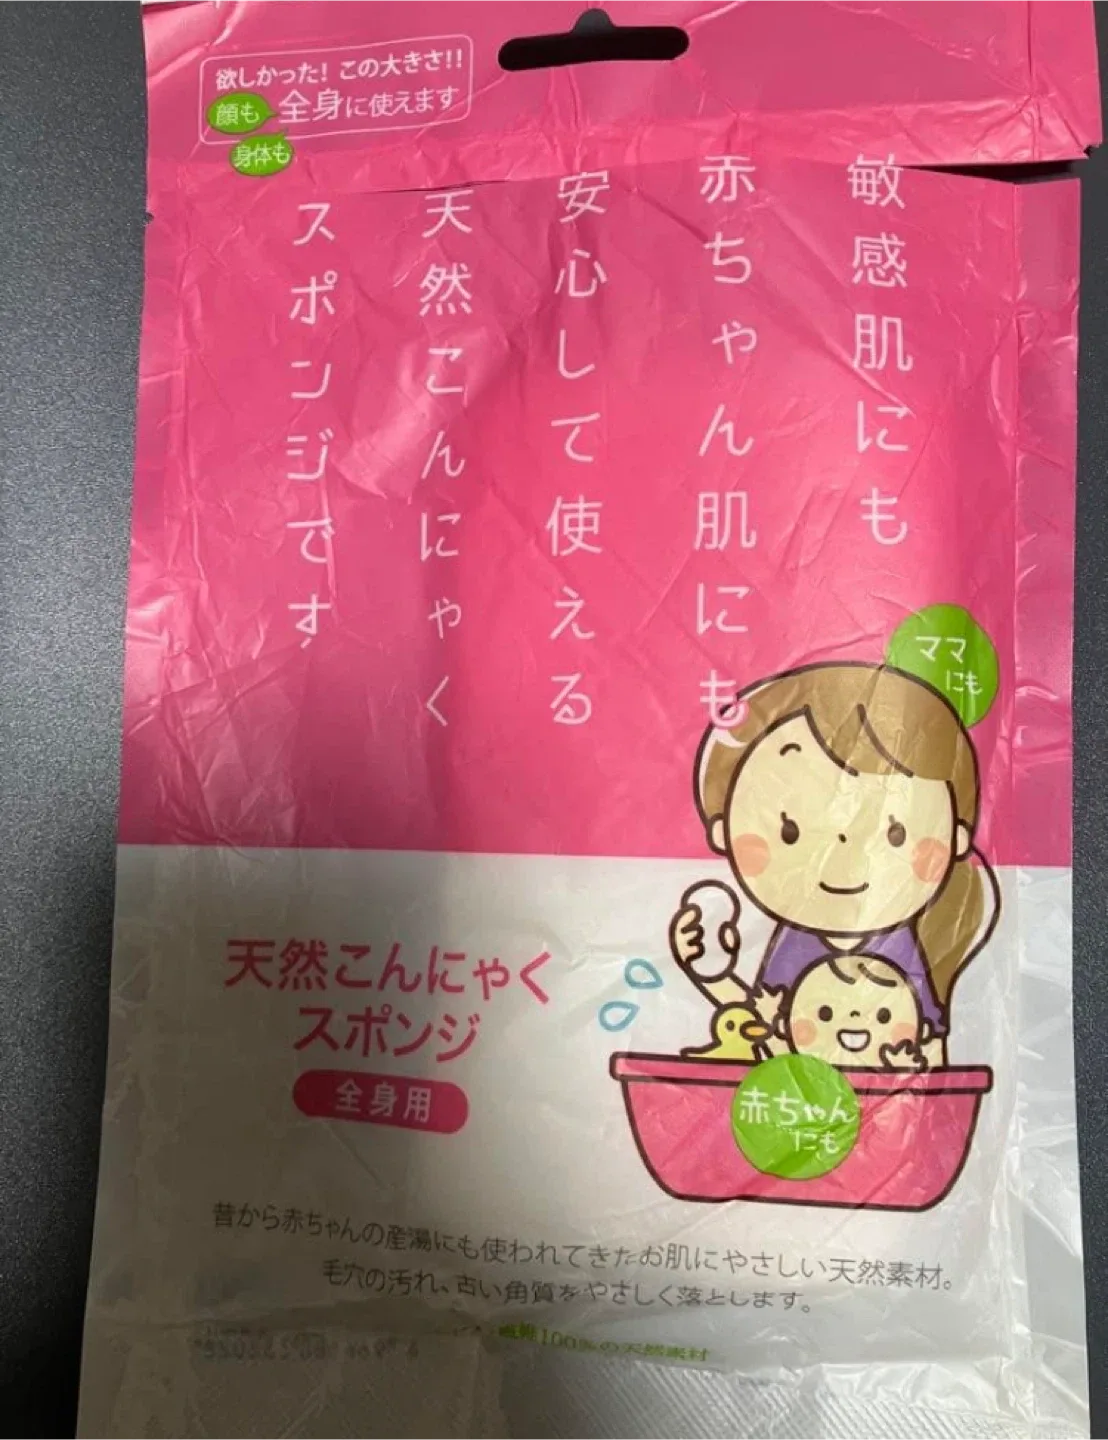 欲しかった！この大きさ!!
顔も
全身に使えます
身体も
敏感肌にも
赤ちゃん肌にも
安心して使える
天然こんにゃく
スポンジです
ママ
にも
天然こんにゃく
スポンジ
全身用
赤ちゃん
にも
昔から赤ちゃんの産湯にも使われてきたお肌にやさしい天然素材。
毛穴の汚れ、古い角質をやさしく落とします。
繊維100%の天然素材